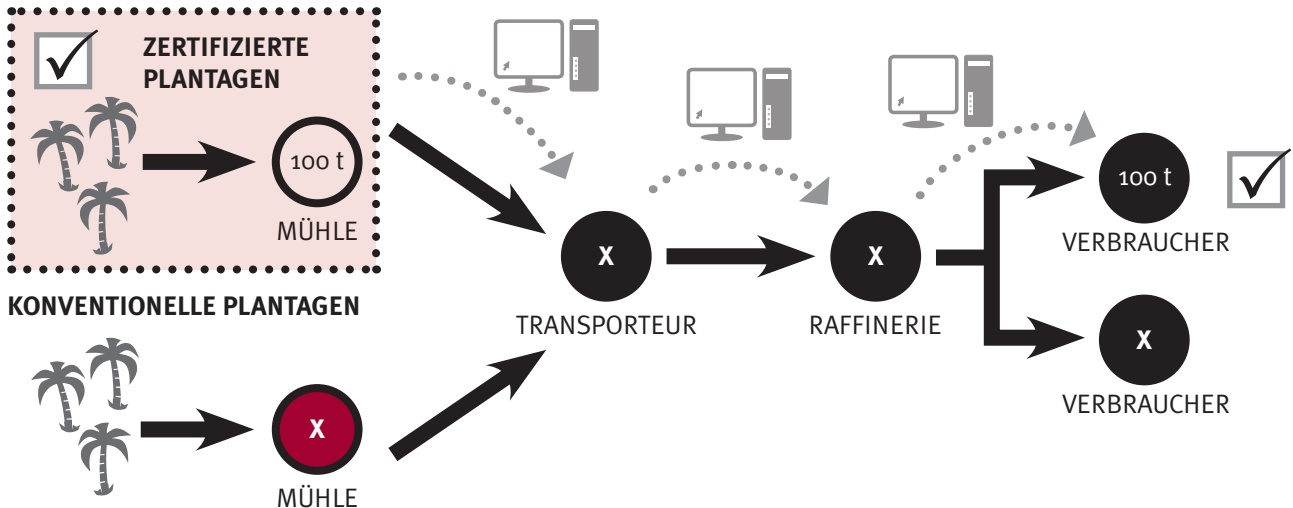 ZERTIFIZIERTE
PLANTAGEN
100 t
MÜHLE
KONVENTIONELLE PLANTAGEN
X
MÜHLE
X
TRANSPORTEUR
X
RAFFINERIE
100 t
VERBRAUCHER
X
VERBRAUCHER